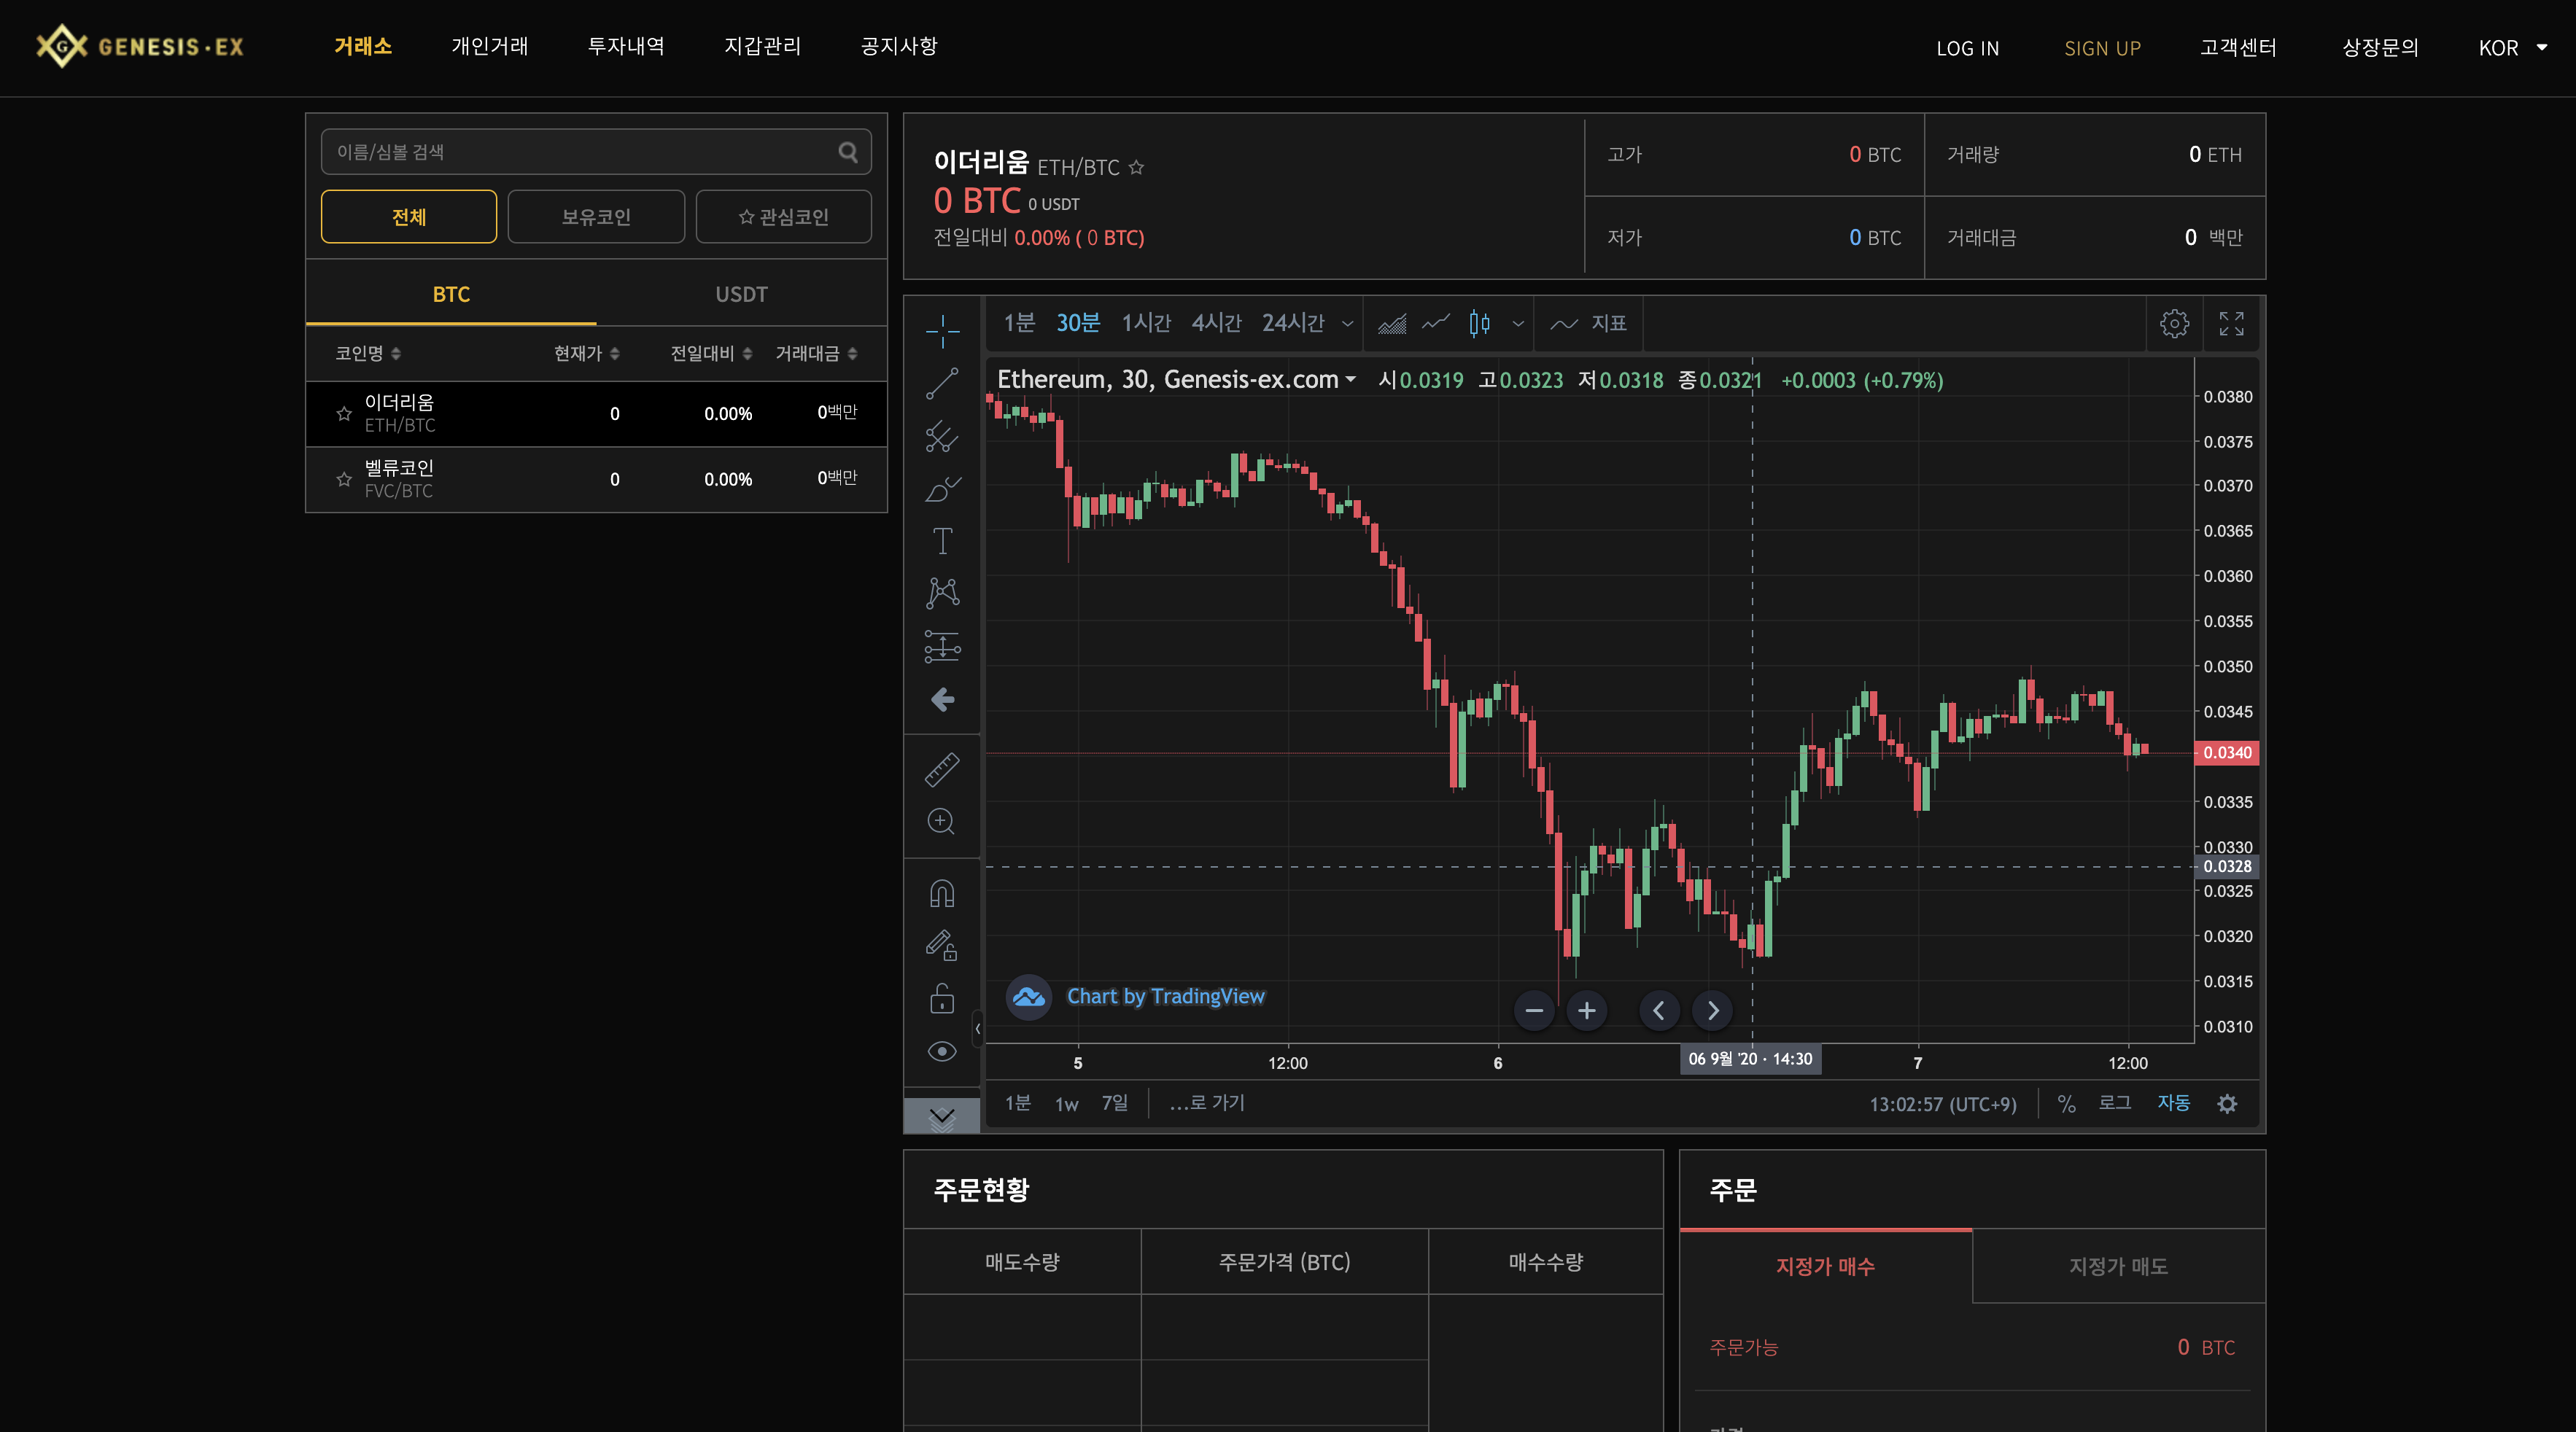 GENESIS·EX 거래소 개인거래 투자내역 지갑관리 공지사항 LOG IN SIGN UP 고객센터 상장문의 KOR
이름/심볼 검색
전체 보유코인 관심코인
BTC USDT
코인명 현재가 전일대비 거래대금
이더리움 0 0.00% 0백만
ETH/BTC
벨류코인 0 0.00% 0백만
FVC/BTC
이더리움 ETH/BTC
0 BTC 0 USDT
전일대비 0.00% ( 0 BTC)
고가 0 BTC 거래량 0 ETH
저가 0 BTC 거래대금 0 백만
1분 30분 1시간 4시간 24시간 지표
Ethereum, 30, Genesis-ex.com 시0.0319 고0.0323 저0.0318 종0.0321 +0.0003 (+0.79%)
0.0380
0.0375
0.0370
0.0365
0.0360
0.0355
0.0350
0.0345
0.0340
0.0335
0.0330
0.0328
0.0325
0.0320
0.0315
0.0310
Chart by TradingView
5 12:00 6 06 9월 '20 · 14:30 7 12:00
1분 1w 7일 ...로 가기 13:02:57 (UTC+9) % 로그 자동
주문현황
매도수량 주문가격 (BTC) 매수수량
주문
지정가 매수 지정가 매도
주문가능 0 BTC